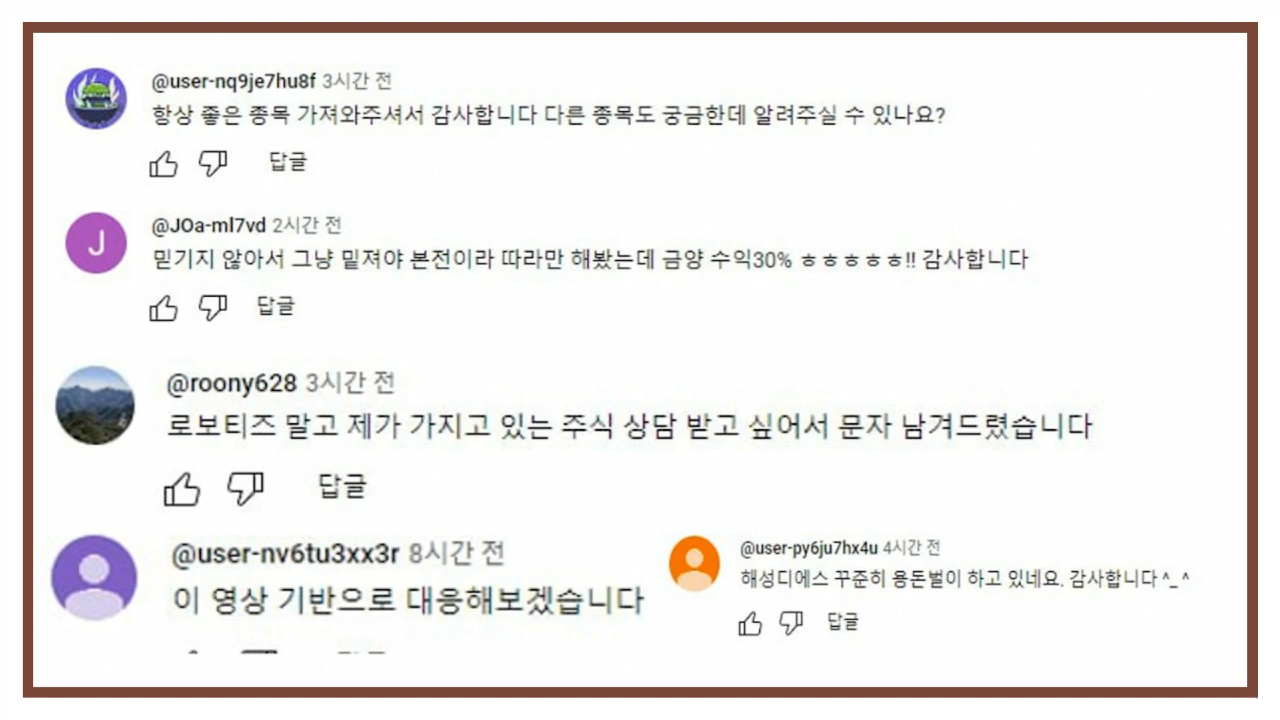 @user-nq9je7hu8f 3시간 전
항상 좋은 종목 가져와주셔서 감사합니다 다른 종목도 궁금한데 알려주실 수 있나요?
답글
J
@JOa-ml7vd 2시간 전
믿기지 않아서 그냥 밑져야 본전이라 따라만 해봤는데 금양 수익30% ㅎㅎㅎㅎㅎ!! 감사합니다
답글
@roony628 3시간 전
로보티즈 말고 제가 가지고 있는 주식 상담 받고 싶어서 문자 남겨드렸습니다
답글
@user-nv6tu3xx3r 8시간 전
이 영상 기반으로 대응해보겠습니다
@user-py6ju7hx4u 4시간 전
해성디에스 꾸준히 용돈벌이 하고 있네요. 감사합니다 ^_^
답글